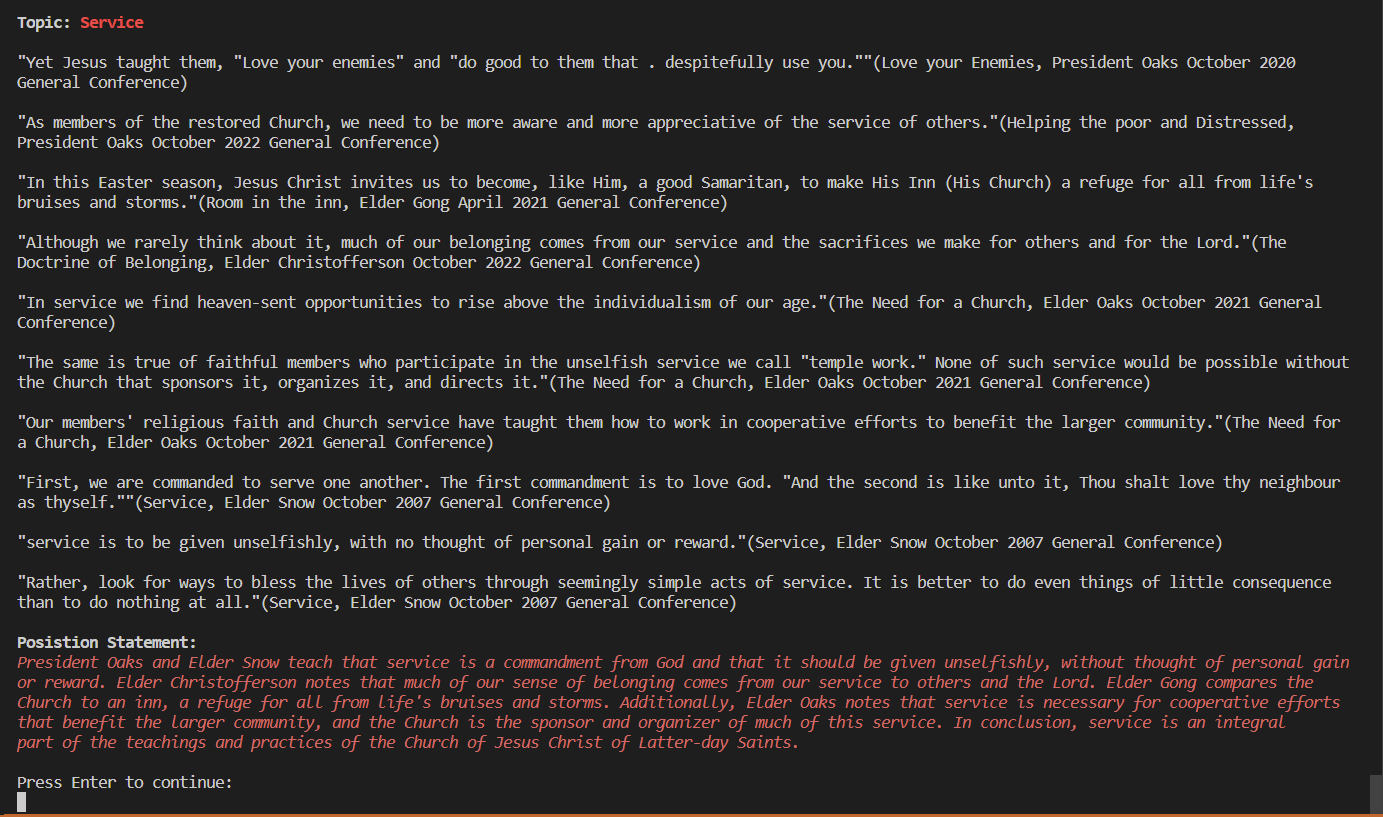 Topic: Service
"Yet Jesus taught them, "Love your enemies" and "do good to them that . despitefully use you.""(Love your Enemies, President Oaks October 2020
General Conference)
"As members of the restored Church, we need to be more aware and more appreciative of the service of others."(Helping the poor and Distressed,
President Oaks October 2022 General Conference)
"In this Easter season, Jesus Christ invites us to become, like Him, a good Samaritan, to make His Inn (His Church) a refuge for all from life's
bruises and storms."(Room in the inn, Elder Gong April 2021 General Conference)
"Although we rarely think about it, much of our belonging comes from our service and the sacrifices we make for others and for the Lord."(The
Doctrine of Belonging, Elder Christofferson October 2022 General Conference)
"In service we find heaven-sent opportunities to rise above the individualism of our age."(The Need for a Church, Elder Oaks October 2021 General
Conference)
"The same is true of faithful members who participate in the unselfish service we call "temple work." None of such service would be possible without
the Church that sponsors it, organizes it, and directs it."(The Need for a Church, Elder Oaks October 2021 General Conference)
"Our members' religious faith and Church service have taught them how to work in cooperative efforts to benefit the larger community."(The Need for
a Church, Elder Oaks October 2021 General Conference)
"First, we are commanded to serve one another. The first commandment is to love God. "And the second is like unto it, Thou shalt love thy neighbour
as thyself.""(Service, Elder Snow October 2007 General Conference)
"service is to be given unselfishly, with no thought of personal gain or reward."(Service, Elder Snow October 2007 General Conference)
"Rather, look for ways to bless the lives of others through seemingly simple acts of service. It is better to do even things of little consequence
than to do nothing at all."(Service, Elder Snow October 2007 General Conference)
Posistion Statement:
President Oaks and Elder Snow teach that service is a commandment from God and that it should be given unselfishly, without thought of personal gain
or reward. Elder Christofferson notes that much of our sense of belonging comes from our service to others and the Lord. Elder Gong compares the
Church to an inn, a refuge for all from life's bruises and storms. Additionally, Elder Oaks notes that service is necessary for cooperative efforts
that benefit the larger community, and the Church is the sponsor and organizer of much of this service. In conclusion, service is an integral
part of the teachings and practices of the Church of Jesus Christ of Latter-day Saints.
Press Enter to continue: